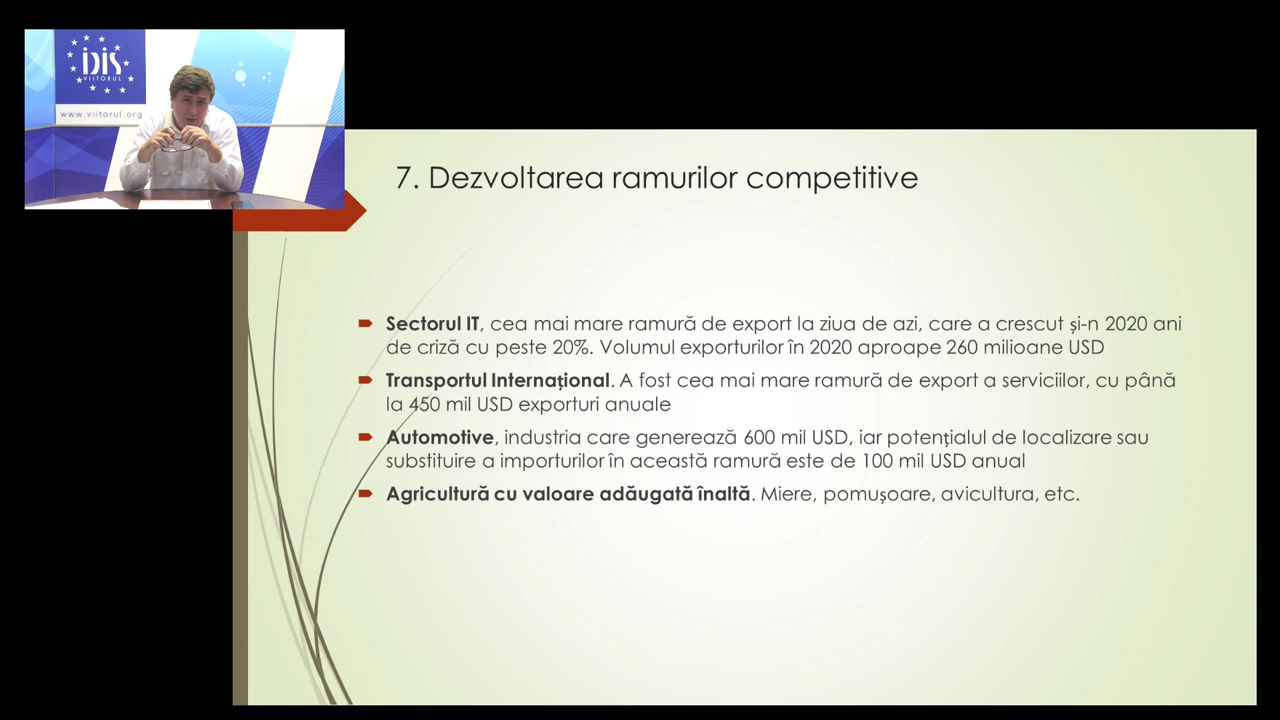 IDIS
VIITORUL
www.viitorul.org
7. Dezvoltarea ramurilor competitive
Sectorul IT, cea mai mare ramură de export la ziua de azi, care a crescut și-n 2020 ani
de criză cu peste 20%. Volumul exporturilor în 2020 aproape 260 milioane USD
Transportul Internațional. A fost cea mai mare ramură de export a serviciilor, cu până
la 450 mil USD exporturi anuale
Automotive, industria care generează 600 mil USD, iar potențialul de localizare sau
substituire a importurilor în această ramură este de 100 mil USD anual
Agricultură cu valoare adăugată înaltă. Miere, pomușoare, avicultura, etc.